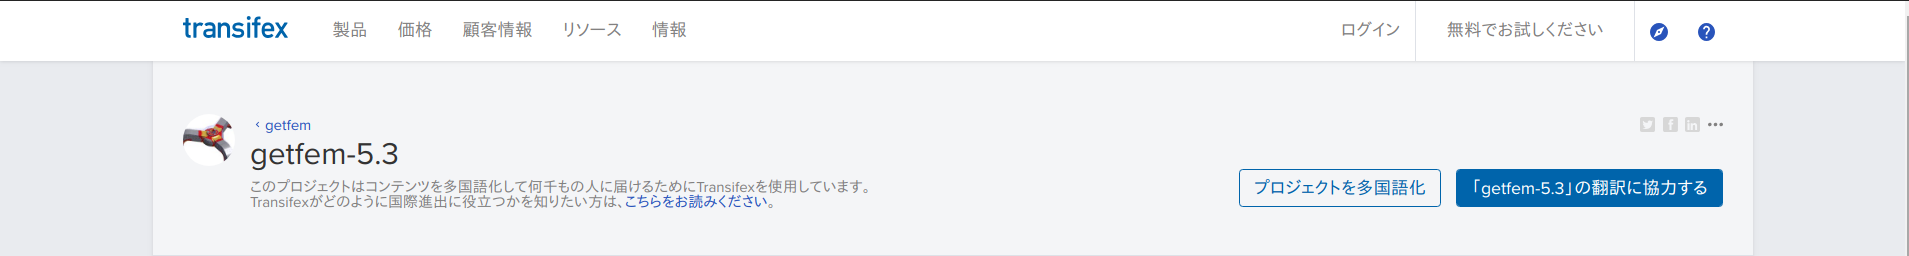 transifex 製品 価格 顧客情報 リソース 情報 ログイン 無料でお試しください
‹ getfem
getfem-5.3
このプロジェクトはコンテンツを多国語化して何千もの人に届けるためにTransifexを使用しています。
Transifexがどのように国際進出に役立つかを知りたい方は、こちらをお読みください。
プロジェクトを多国語化 「getfem-5.3」の翻訳に協力する